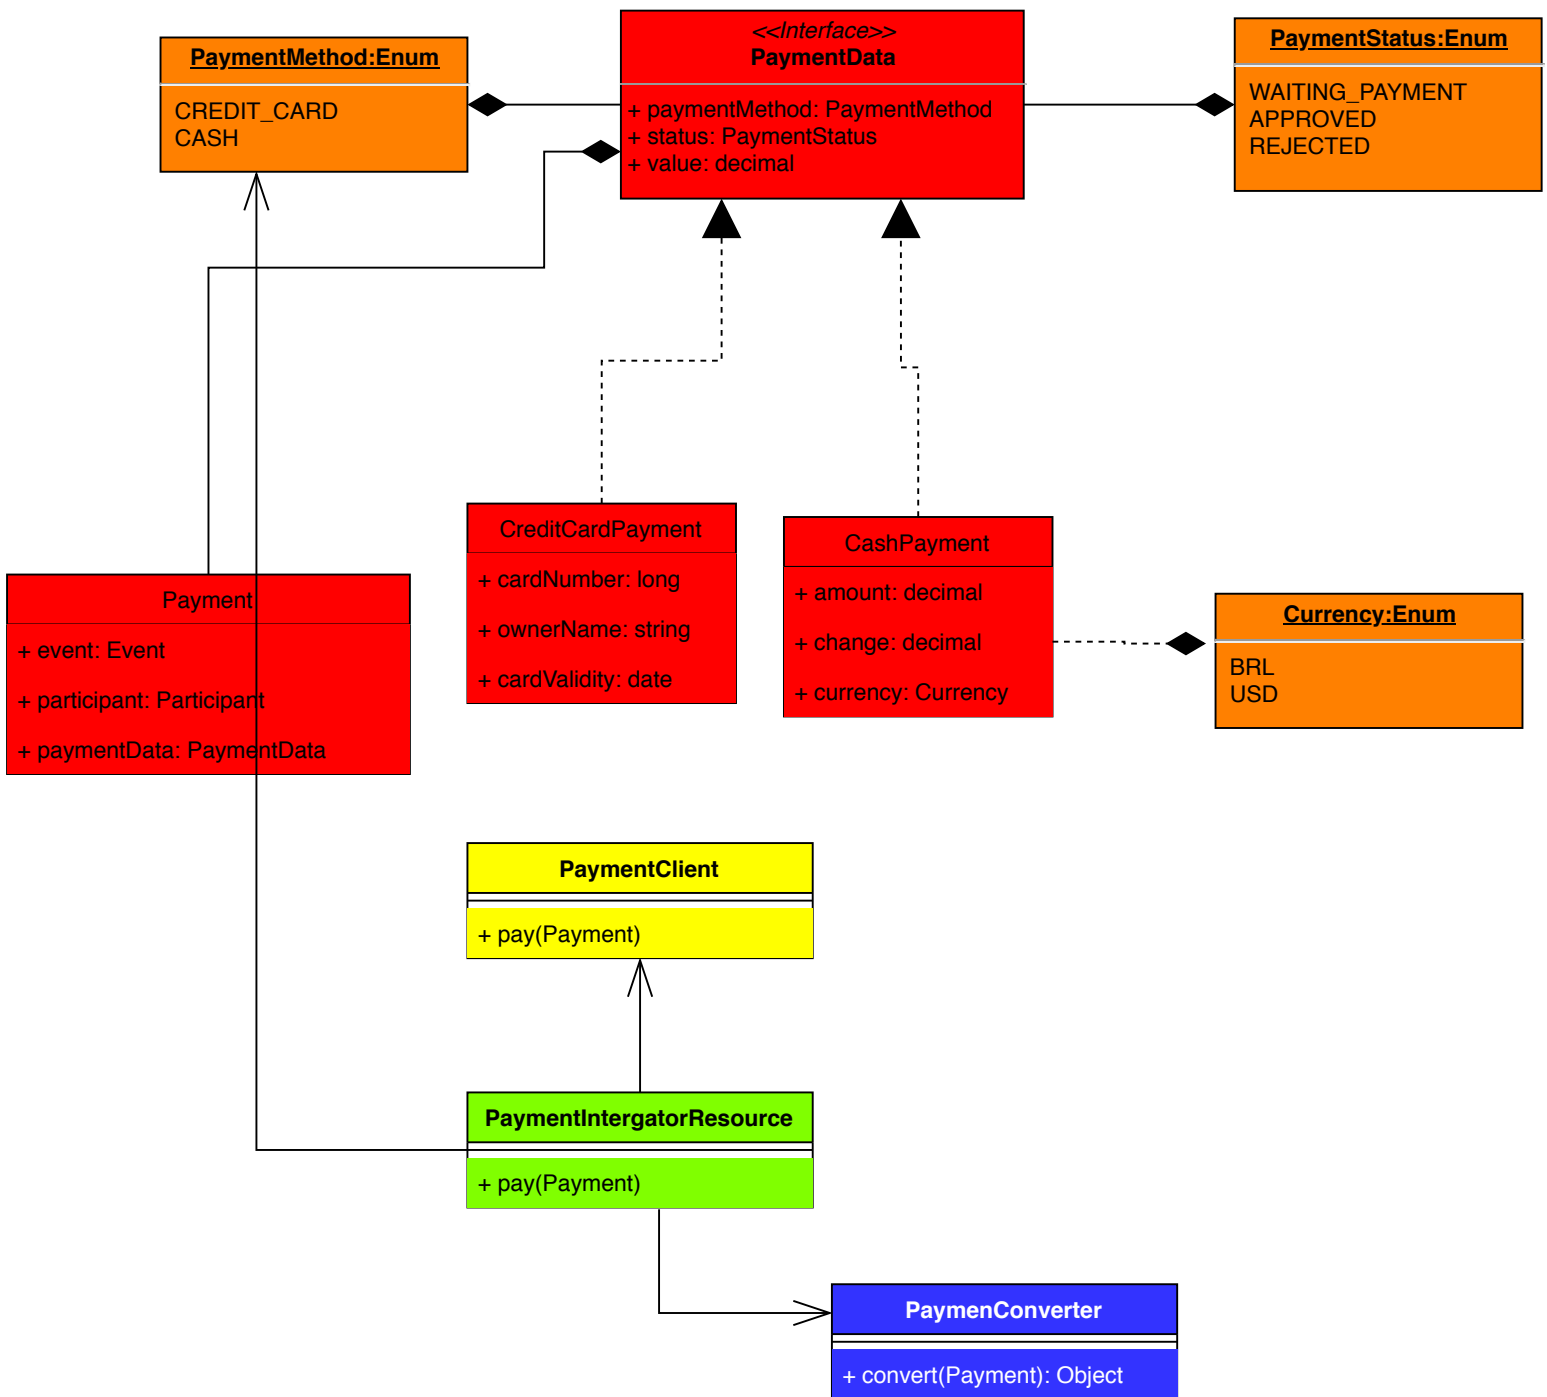 PaymentMethod:Enum
CREDIT_CARD
CASH
<<Interface>>
PaymentData
+ paymentMethod: PaymentMethod
+ status: PaymentStatus
+ value: decimal
PaymentStatus:Enum
WAITING_PAYMENT
APPROVED
REJECTED
Payment
+ event: Event
+ participant: Participant
+ paymentData: PaymentData
CreditCardPayment
+ cardNumber: long
+ ownerName: string
+ cardValidity: date
CashPayment
+ amount: decimal
+ change: decimal
+ currency: Currency
Currency:Enum
BRL
USD
PaymentClient
+ pay(Payment)
PaymentIntergatorResource
+ pay(Payment)
PaymenConverter
+ convert(Payment): Object